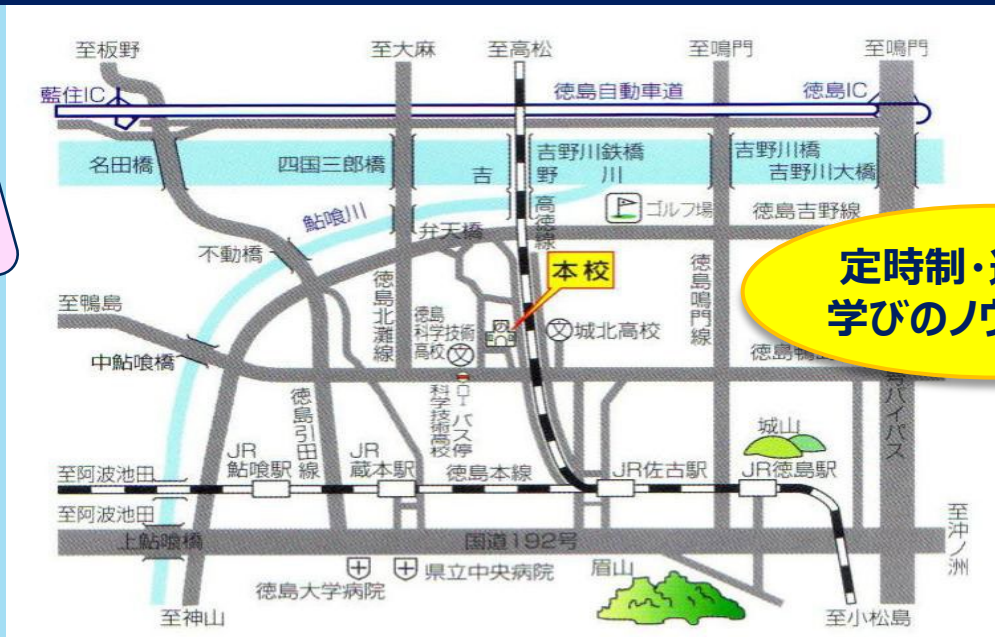 至板野
至大麻
至高松
至鳴門
至鳴門
藍住IC
徳島自動車道
徳島IC
名田橋
四国三郎橋
吉野川
吉野川鉄橋
吉野川橋
吉野川大橋
鮎喰川
弁天橋
高徳線
ゴルフ場
徳島吉野線
不動橋
本校
定時制・
学びのノウ
至鴨島
徳島北灘線
徳島科学技術高校
城北高校
徳島鳴門線
中鮎喰橋
徳島引田線
科学技術高校
バス停
バイパス
城山
JR鮎喰駅
JR蔵本駅
徳島本線
JR佐古駅
JR徳島駅
至阿波池田
至阿波池田
上鮎喰橋
国道192号
至沖ノ洲
徳島大学病院
県立中央病院
眉山
至神山
至小松島